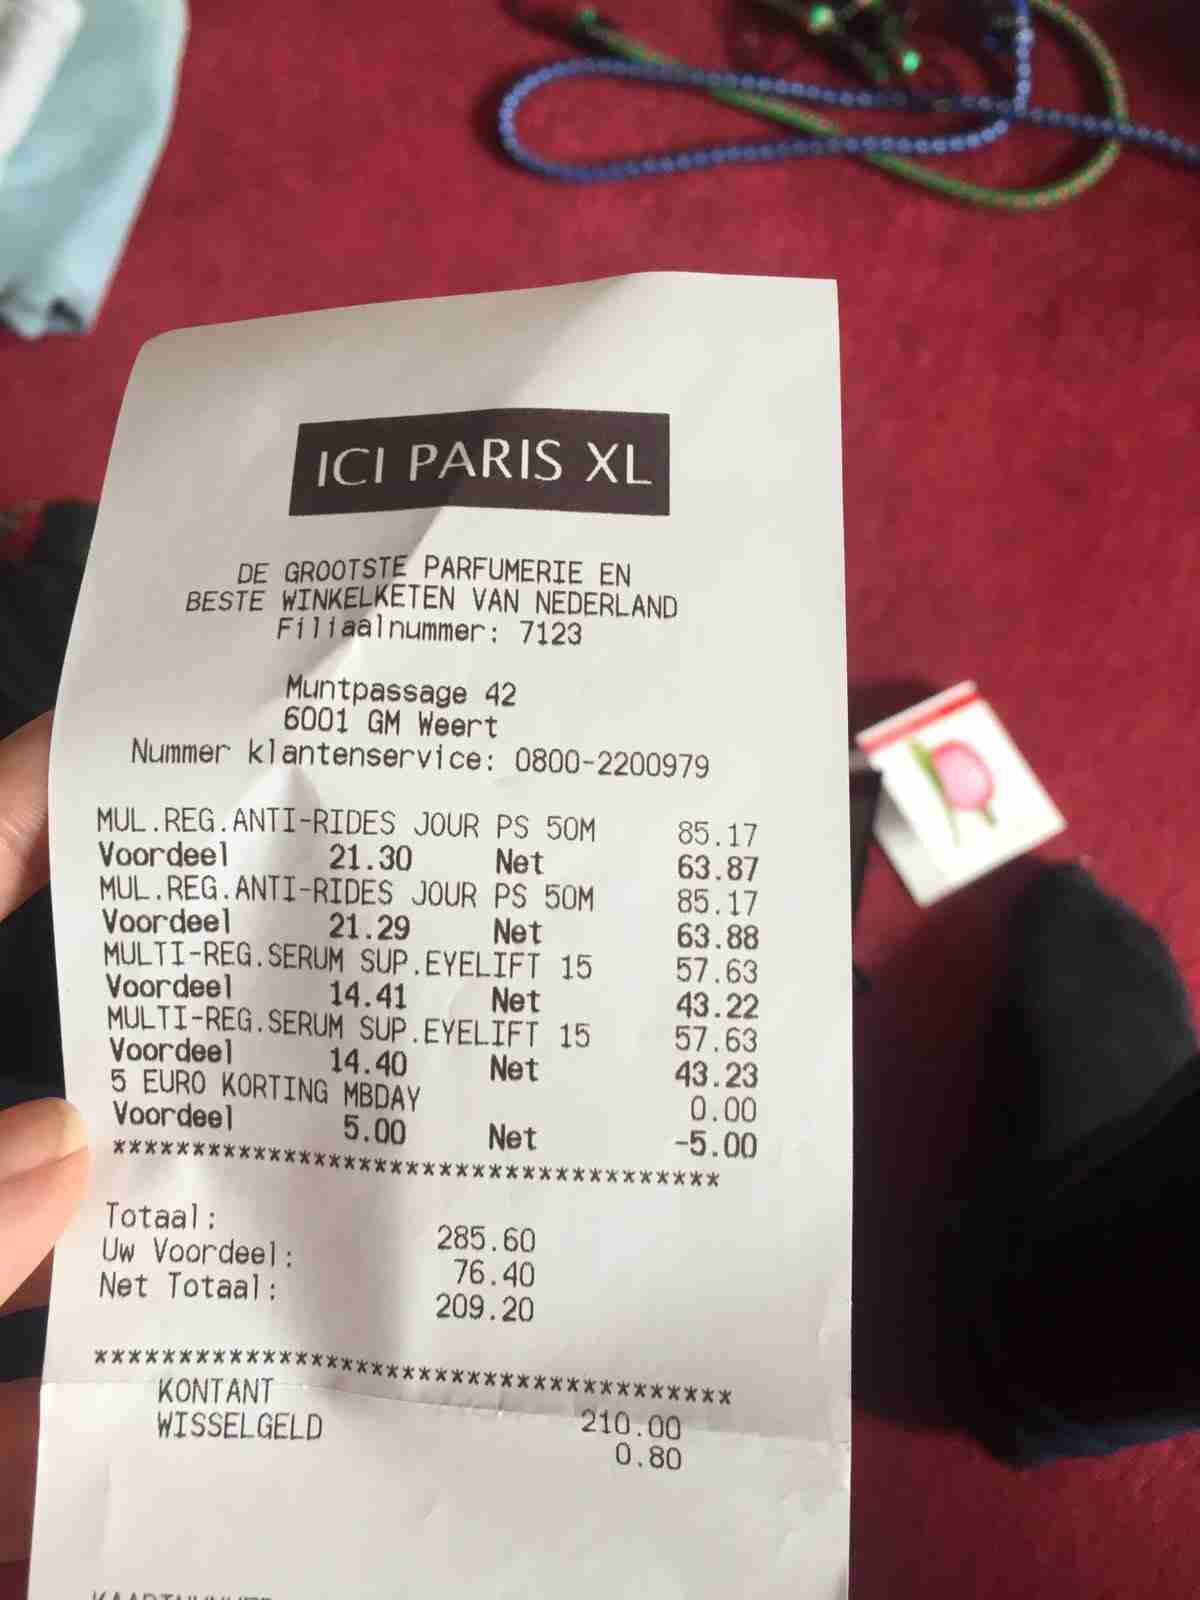 ICI PARIS XL
DE GROOTSTE PARFUMERIE EN
BESTE WINKELKETEN VAN NEDERLAND
Filiaalnummer: 7123
Muntpassage 42
6001 GM Weert
Nummer klantenservice: 0800-2200979
MUL.REG.ANTI-RIDES JOUR PS 50M 85.17
Voordeel 21.30 Net 63.87
MUL.REG.ANTI-RIDES JOUR PS 50M 85.17
Voordeel 21.29 Net 63.88
MULTI-REG.SERUM SUP.EYELIFT 15 57.63
Voordeel 14.41 Net 43.22
MULTI-REG.SERUM SUP.EYELIFT 15 57.63
Voordeel 14.40 Net 43.23
5 EURO KORTING MBDAY 0.00
Voordeel 5.00 Net -5.00
****************************************
Totaal: 285.60
Uw Voordeel: 76.40
Net Totaal: 209.20
****************************************
KONTANT 210.00
WISSELGELD 0.80